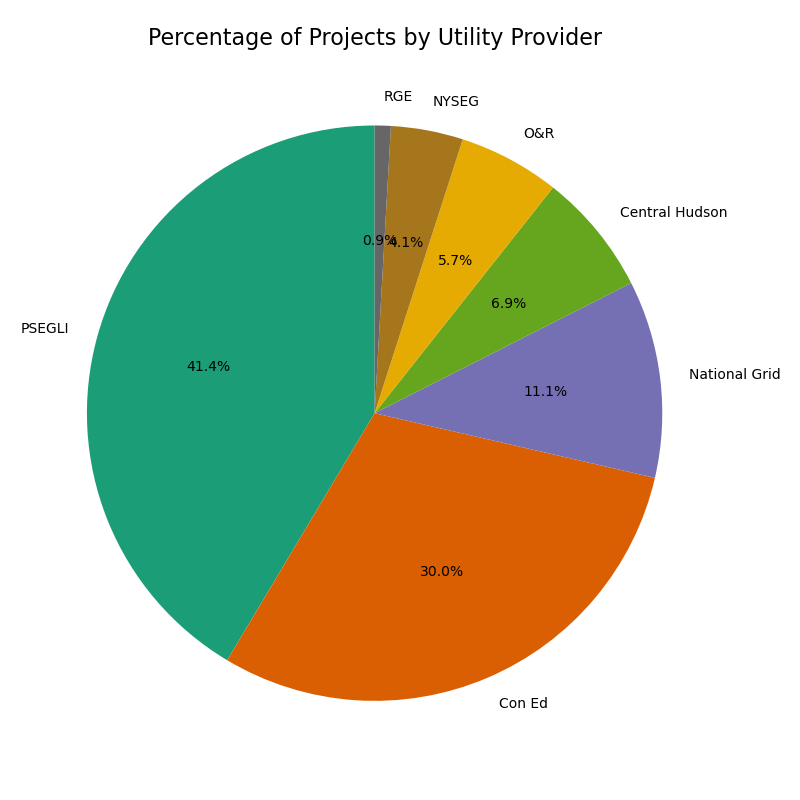 Percentage of Projects by Utility Provider
RGE
NYSEG
O&R
Central Hudson
0.9%
4.1%
5.7%
6.9%
PSEGLI
41.4%
National Grid
11.1%
30.0%
Con Ed